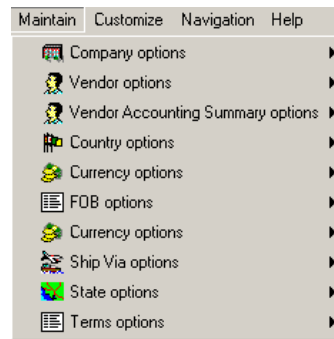 Maintain Customize Navigation Help
Company options
Vendor options
Vendor Accounting Summary options
Country options
Currency options
FOB options
Currency options
Ship Via options
State options
Terms options